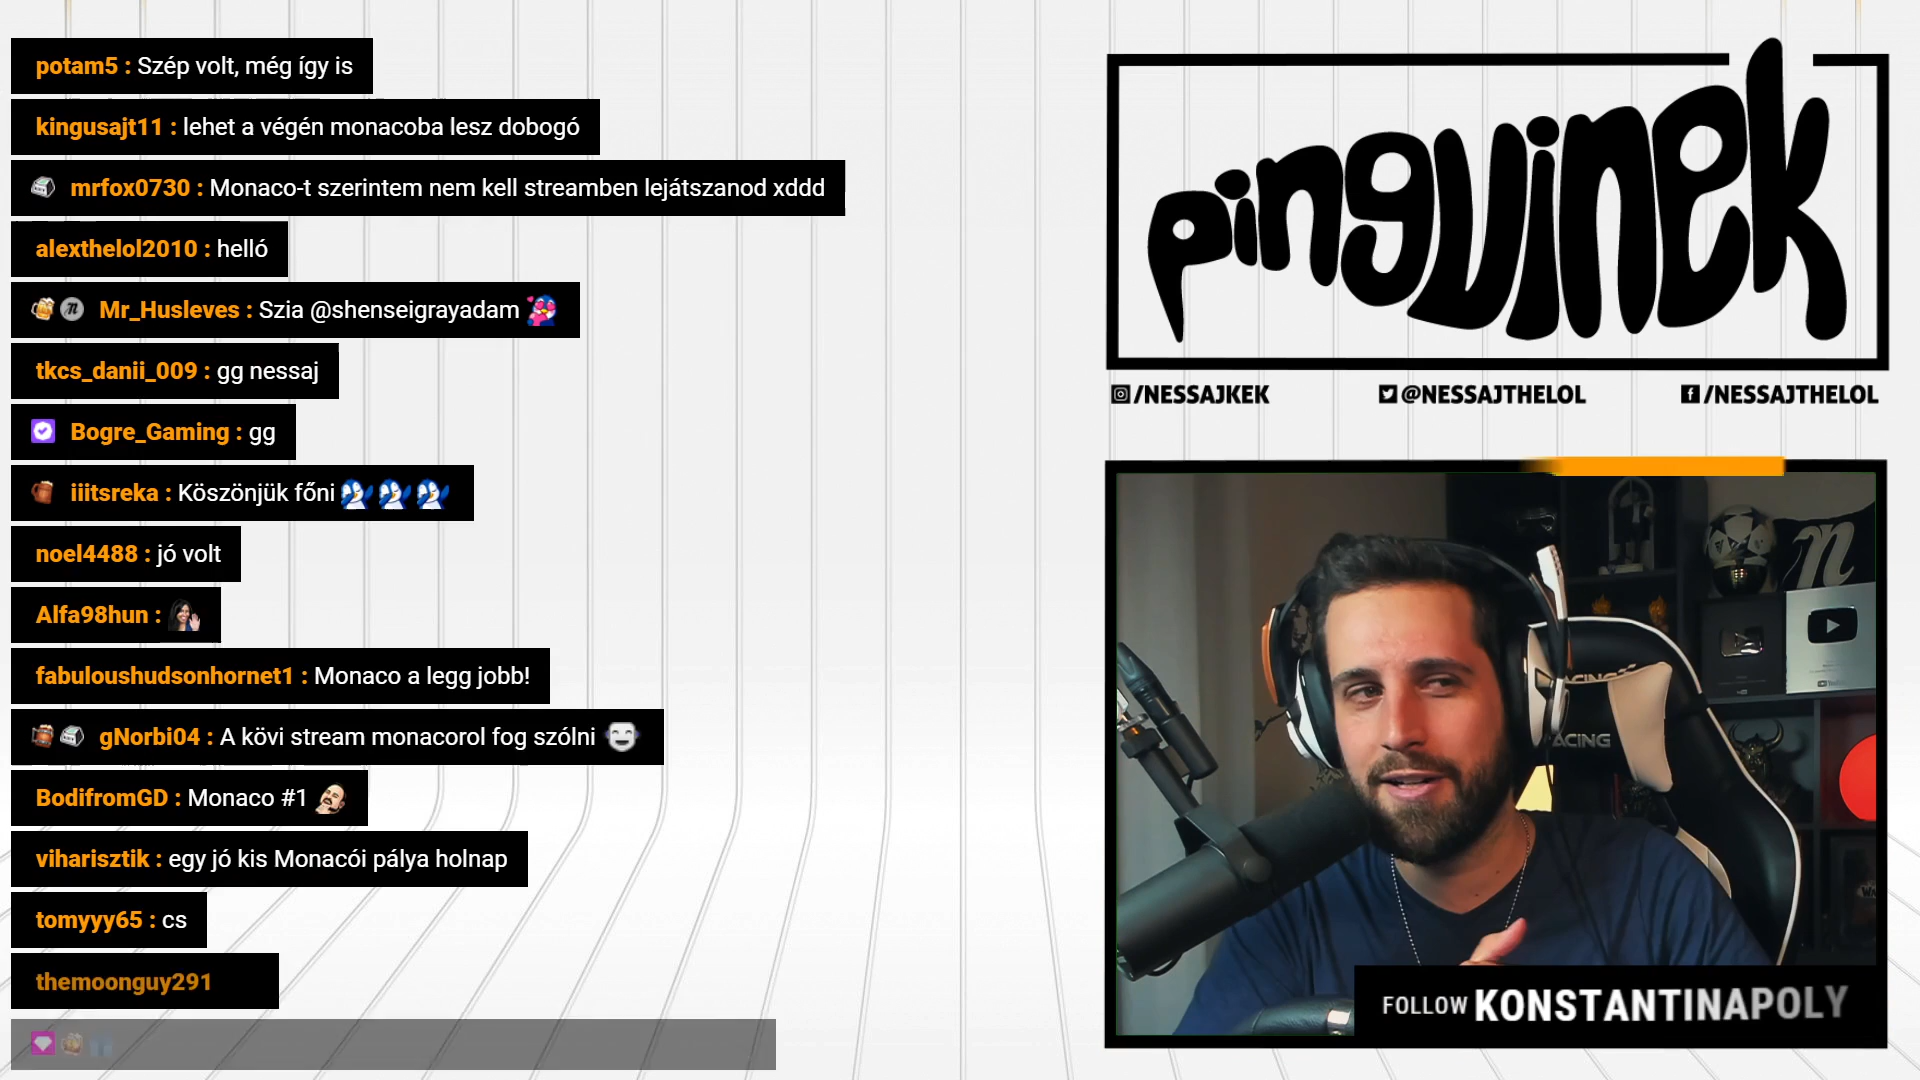 potam5 : Szép volt, még így is
kingusajt11 : lehet a végén monacoba lesz dobogó
mrfox0730 : Monaco-t szerintem nem kell streamben lejátszanod xddd
alexthelol2010 : helló
Mr_Husleves : Szia @shenseigrayadam
tkcs_danii_009 : gg nessaj
Bogre_Gaming : gg
iiitsreka : Köszönjük főni
noel4488 : jó volt
Alfa98hun :
fabuloushudsonhornet1 : Monaco a legg jobb!
gNorbi04 : A kövi stream monacorol fog szólni
BodifromGD : Monaco #1
viharisztik : egy jó kis Monacói pálya holnap
tomyyy65 : cs
themoonguy291
pingvinek
/NESSAJKEK
@NESSAJTHELOL
/NESSAJTHELOL
n
ACING
FOLLOW KONSTANTINAPOLY